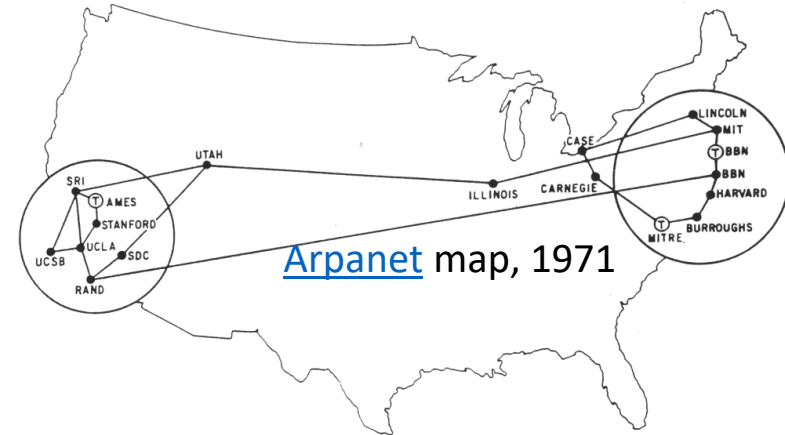 LINCOLN
MIT
CASE
T BBN
UTAH
BBN
SRI
ILLINOIS
CARNEGIE
HARVARD
T AMES
STANFORD
BURROUGHS
T
MITRE.
UCLA
SDC
UCSB
RAND
Arpanet map, 1971